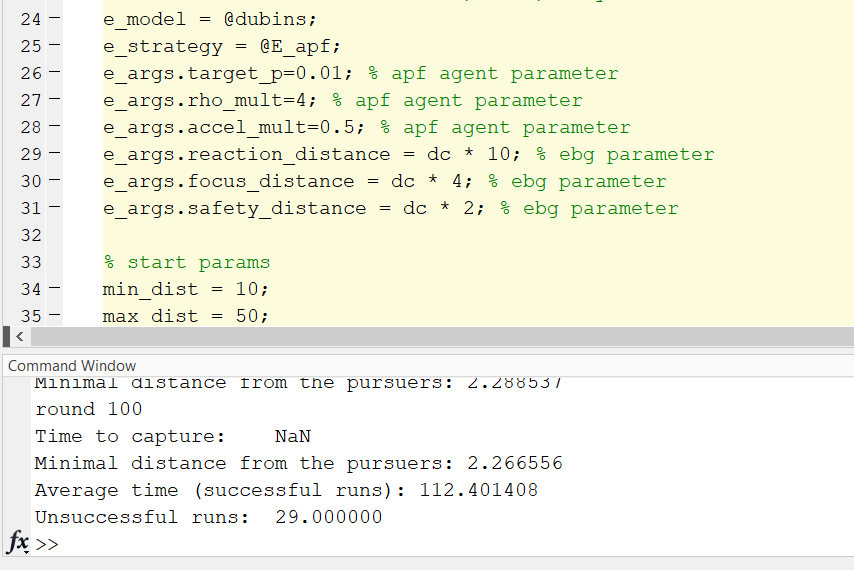 24 – e_model = @dubins;
25 – e_strategy = @E_apf;
26 – e_args.target_p=0.01; % apf agent parameter
27 – e_args.rho_mult=4; % apf agent parameter
28 – e_args.accel_mult=0.5; % apf agent parameter
29 – e_args.reaction_distance = dc * 10; % ebg parameter
30 – e_args.focus_distance = dc * 4; % ebg parameter
31 – e_args.safety_distance = dc * 2; % ebg parameter
32
33 % start params
34 – min_dist = 10;
35 – max_dist = 50;
<
Command Window
Minimal distance from the pursuers: 2.288537
round 100
Time to capture: NaN
Minimal distance from the pursuers: 2.266556
Average time (successful runs): 112.401408
Unsuccessful runs: 29.000000
fx >>